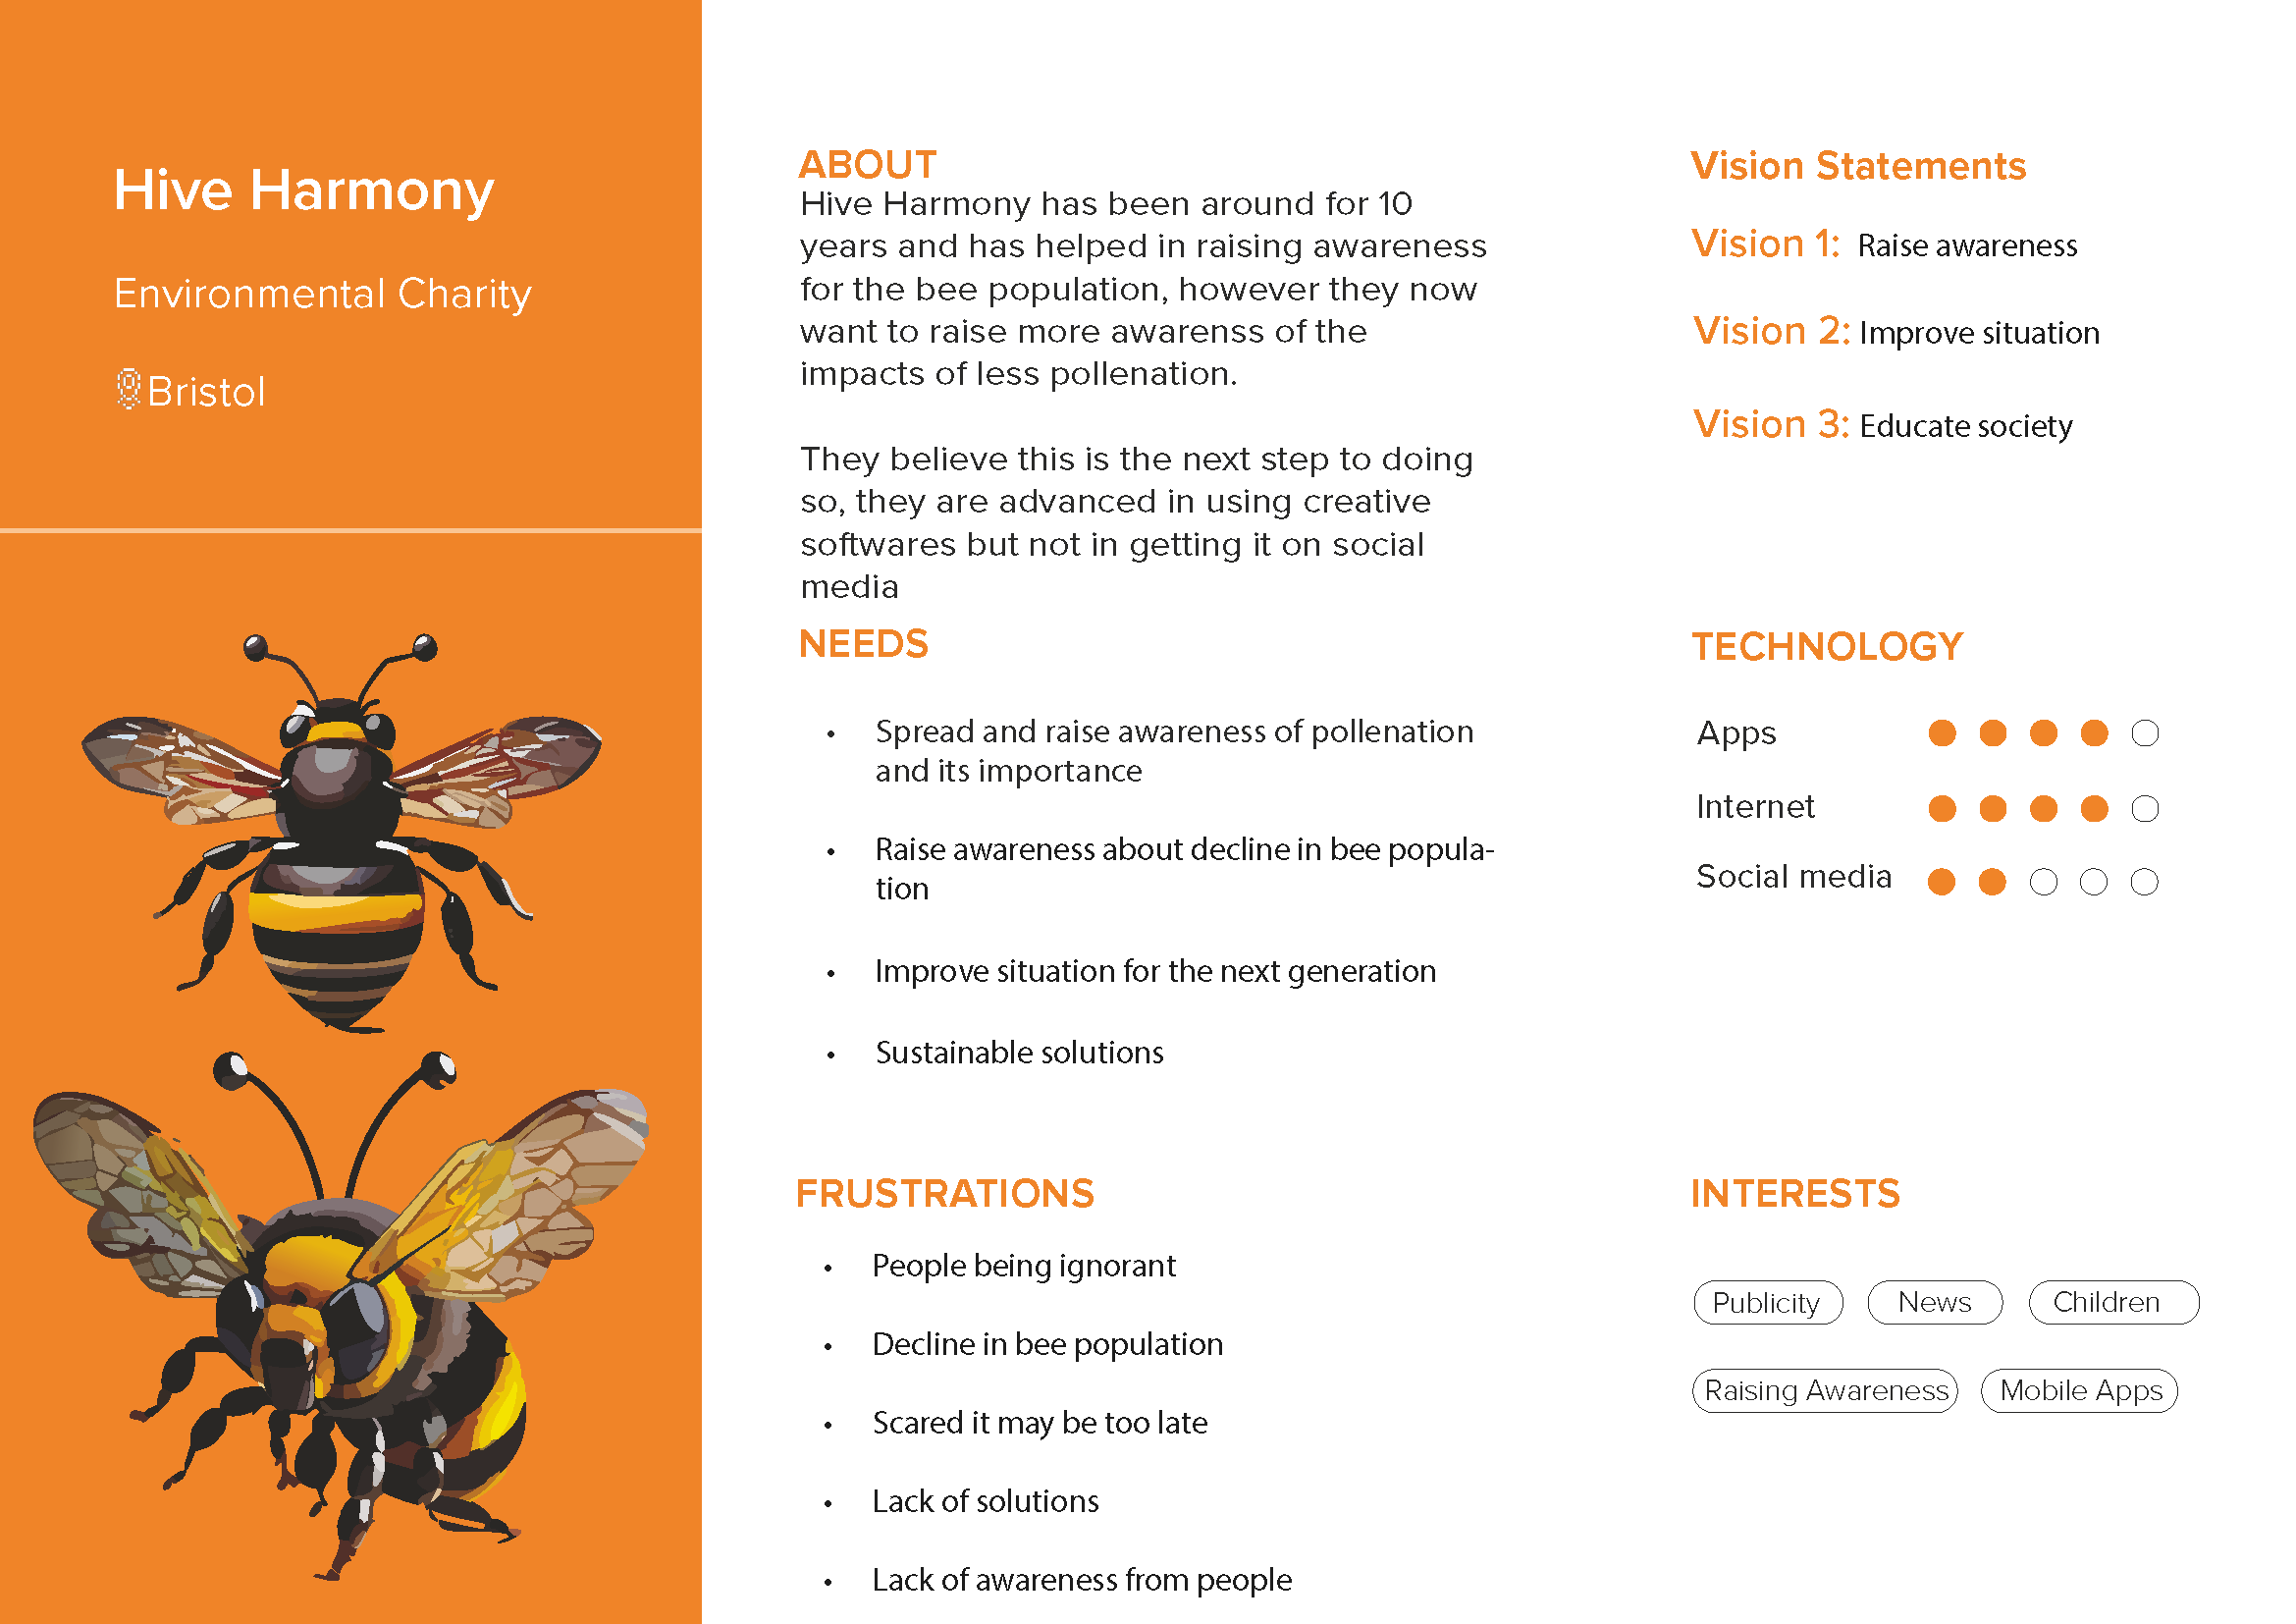 Hive Harmony
Environmental Charity
Bristol
ABOUT
Hive Harmony has been around for 10
years and has helped in raising awareness
for the bee population, however they now
want to raise more awarenss of the
impacts of less pollenation.
They believe this is the next step to doing
so, they are advanced in using creative
softwares but not in getting it on social
media
NEEDS
• Spread and raise awareness of pollenation
and its importance
• Raise awareness about decline in bee popula-
tion
• Improve situation for the next generation
• Sustainable solutions
FRUSTRATIONS
• People being ignorant
• Decline in bee population
• Scared it may be too late
• Lack of solutions
• Lack of awareness from people
Vision Statements
Vision 1: Raise awareness
Vision 2: Improve situation
Vision 3: Educate society
TECHNOLOGY
Apps
Internet
Social media
INTERESTS
Publicity News Children
Raising Awareness Mobile Apps